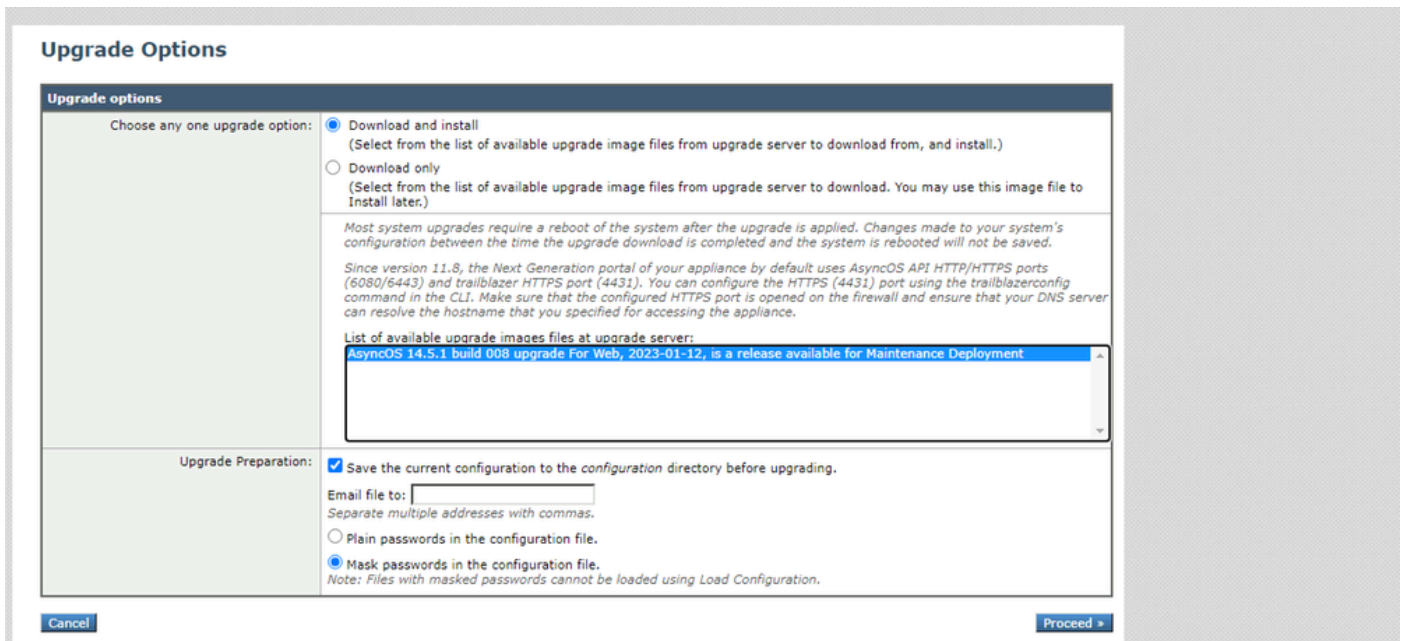 Upgrade Options
Upgrade options
Choose any one upgrade option:
Download and install
(Select from the list of available upgrade image files from upgrade server to download from, and install.)
Download only
(Select from the list of available upgrade image files from upgrade server to download. You may use this image file to
Install later.)
Most system upgrades require a reboot of the system after the upgrade is applied. Changes made to your system's
configuration between the time the upgrade download is completed and the system is rebooted will not be saved.
Since version 11.8, the Next Generation portal of your appliance by default uses AsyncOS API HTTP/HTTPS ports
(6080/6443) and trailblazer HTTPS port (4431). You can configure the HTTPS (4431) port using the trailblazerconfig
command in the CLI. Make sure that the configured HTTPS port is opened on the firewall and ensure that your DNS server
can resolve the hostname that you specified for accessing the appliance.
List of available upgrade images files at upgrade server:
AsyncOS 14.5.1 build 008 upgrade For Web, 2023-01-12, is a release available for Maintenance Deployment
Upgrade Preparation:
Save the current configuration to the configuration directory before upgrading.
Email file to:
Separate multiple addresses with commas.
Plain passwords in the configuration file.
Mask passwords in the configuration file.
Note: Files with masked passwords cannot be loaded using Load Configuration.
Cancel
Proceed »